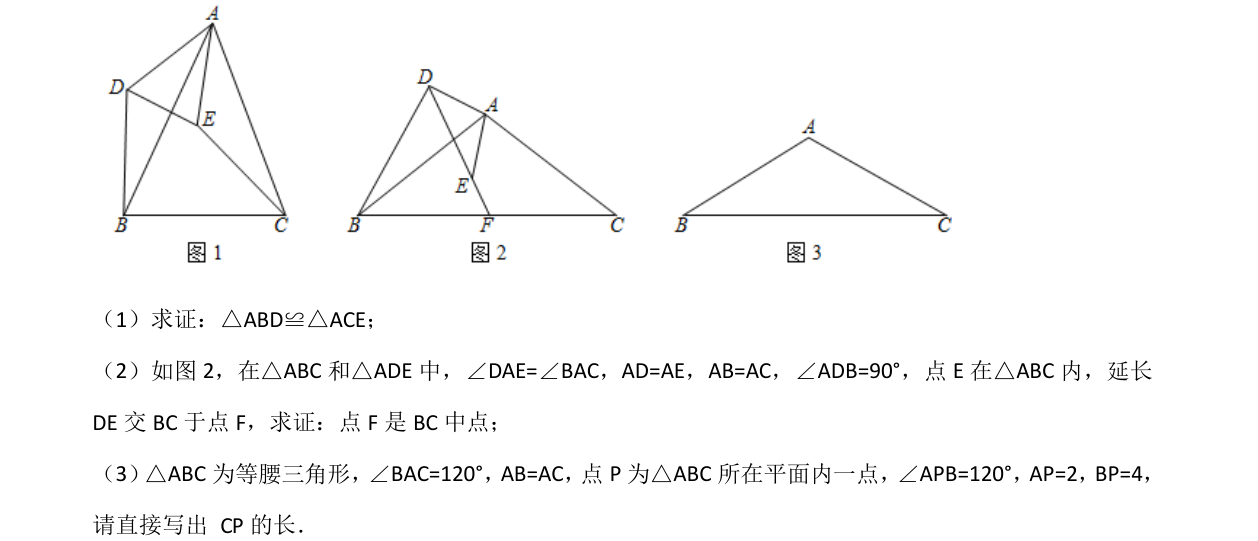 A
D
E
B
C
图1
D
A
E
B
F
C
图2
A
B
C
图3
（1）求证：△ABD≌△ACE；
（2）如图2，在△ABC和△ADE中，∠DAE=∠BAC，AD=AE，AB=AC，∠ADB=90°，点E在△ABC内，延长
DE交BC于点F，求证：点F是BC中点；
（3）△ABC为等腰三角形，∠BAC=120°，AB=AC，点P为△ABC所在平面内一点，∠APB=120°，AP=2，BP=4，
请直接写出 CP的长．